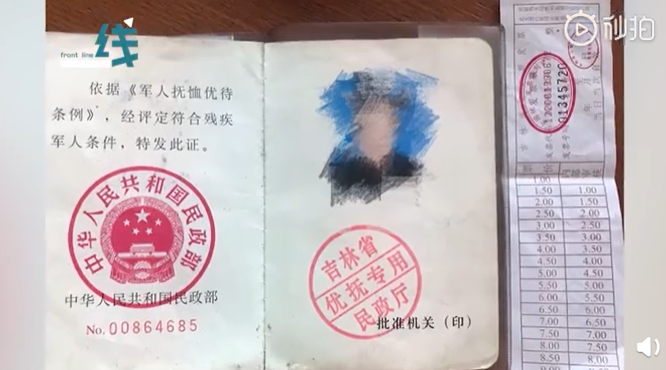 front line
线
秒拍
依据《军人抚恤优待
条例》，经评定符合残疾
军人条件，特发此证。
中华人民共和国民政部
中华人民共和国民政部
No.00864685
吉林省
优抚专用
民政厅
批准机关（印）
01345720
1.00
1.50 1.00
2.00 1.50
2.50 2.00
3.00 2.50
3.50 3.00
4.00 3.50
4.50 4.00
5.00 4.50
5.50 5.00
6.00 5.50
6.50 6.00
7.00 6.50
7.50 7.00
8.00 7.50
8.50 8.00
8.50